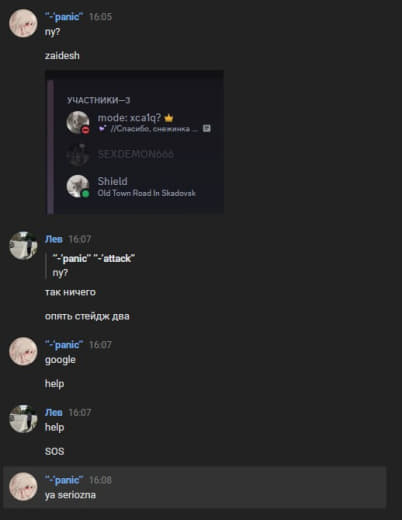 "-'panic" 16:05
ny?
zaidesh
УЧАСТНИКИ—3
mode: xca1q?
//Спасибо, снежинка ...
SEXDEMON666
Shield
Old Town Road In Skadovsk
Лев 16:07
"-'panic" "-'attack"
ny?
так ничего
опять стейдж два
"-'panic" 16:07
google
help
Лев 16:07
help
SOS
"-'panic" 16:08
ya seriozna